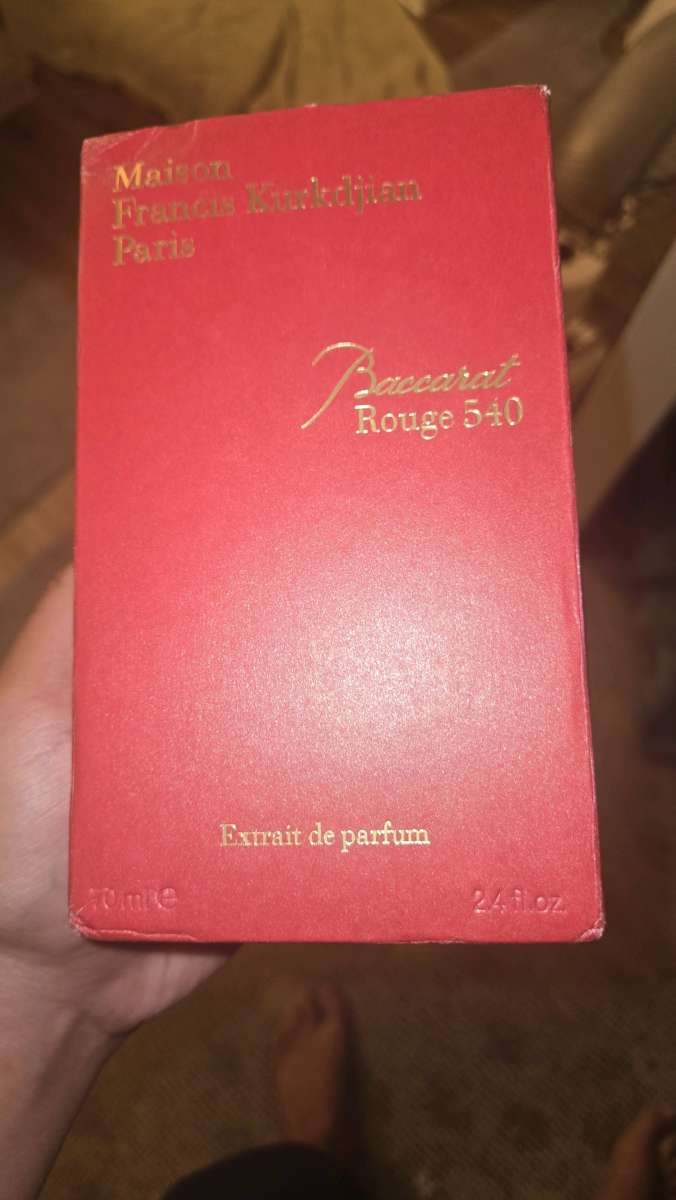 Maison
Francis Kurkdjian
Paris
Baccarat
Rouge 540
Extrait de parfum
70 ml ℮
2.4 fl.oz.